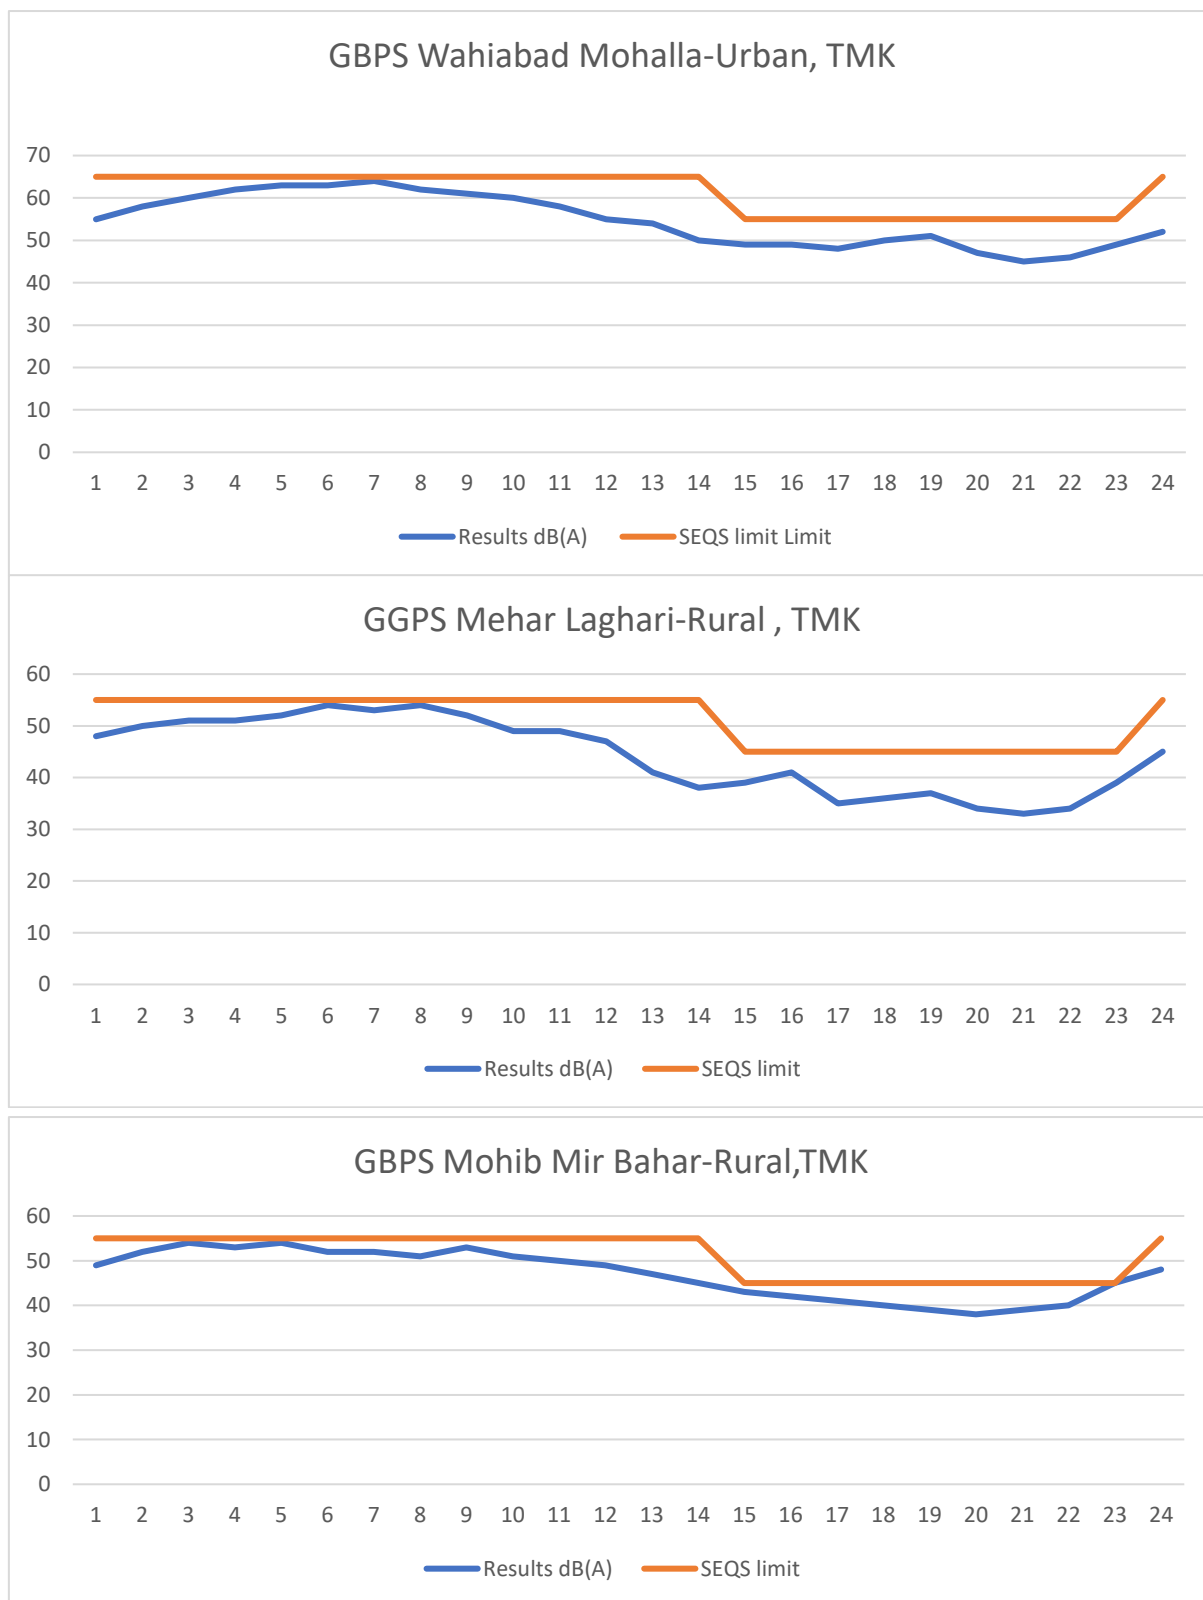 GBPS Wahiabad Mohalla-Urban, TMK
70
60
50
40
30
20
10
0
1 2 3 4 5 6 7 8 9 10 11 12 13 14 15 16 17 18 19 20 21 22 23 24
Results dB(A) SEQS limit Limit
GGPS Mehar Laghari-Rural , TMK
60
50
40
30
20
10
0
1 2 3 4 5 6 7 8 9 10 11 12 13 14 15 16 17 18 19 20 21 22 23 24
Results dB(A) SEQS limit
GBPS Mohib Mir Bahar-Rural,TMK
60
50
40
30
20
10
0
1 2 3 4 5 6 7 8 9 10 11 12 13 14 15 16 17 18 19 20 21 22 23 24
Results dB(A) SEQS limit